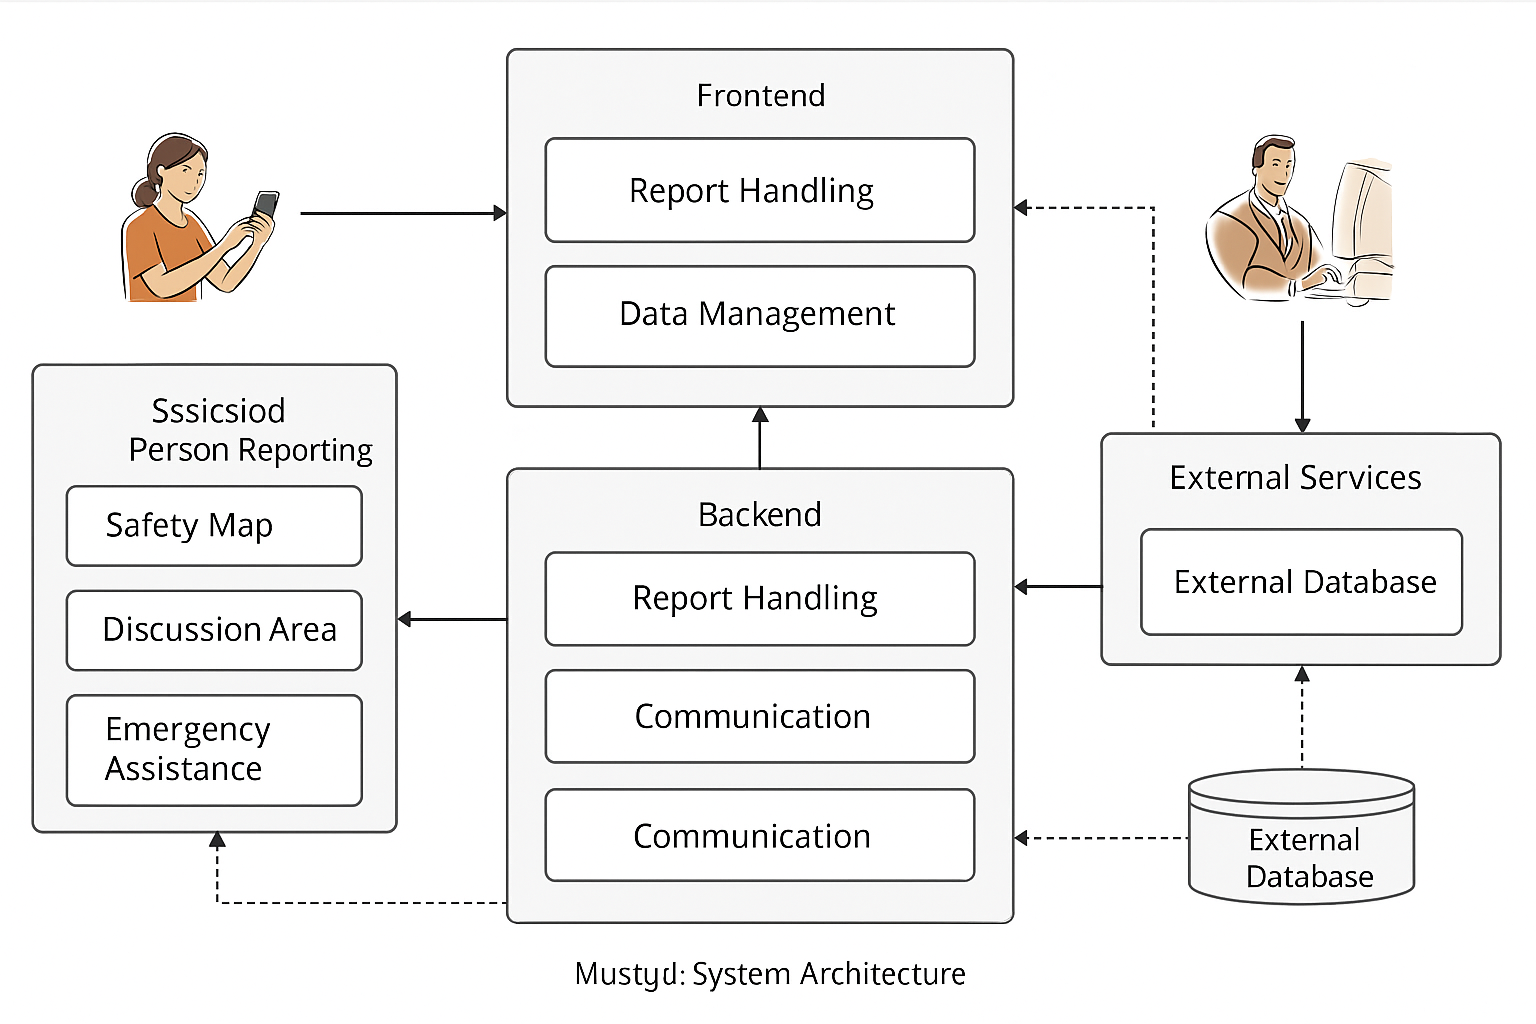 Frontend
Report Handling
Data Management
Sssicsiod
Person Reporting
Safety Map
Discussion Area
Emergency
Assistance
Backend
Report Handling
Communication
Communication
External Services
External Database
External
Database
Mustyd: System Architecture